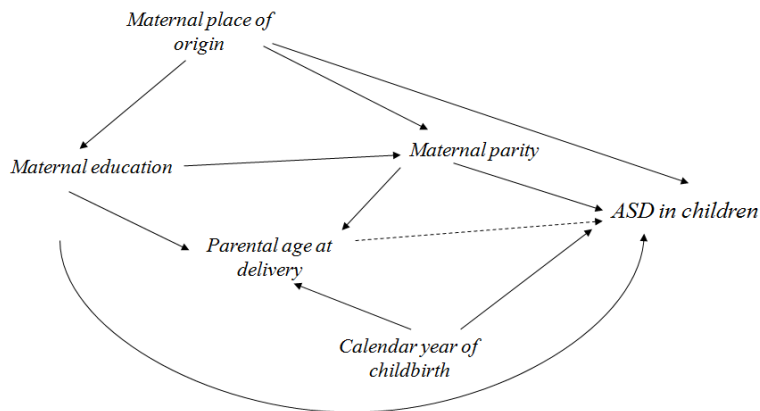 Maternal place of
origin
Maternal education
Maternal parity
ASD in children
Parental age at
delivery
Calendar year of
childbirth